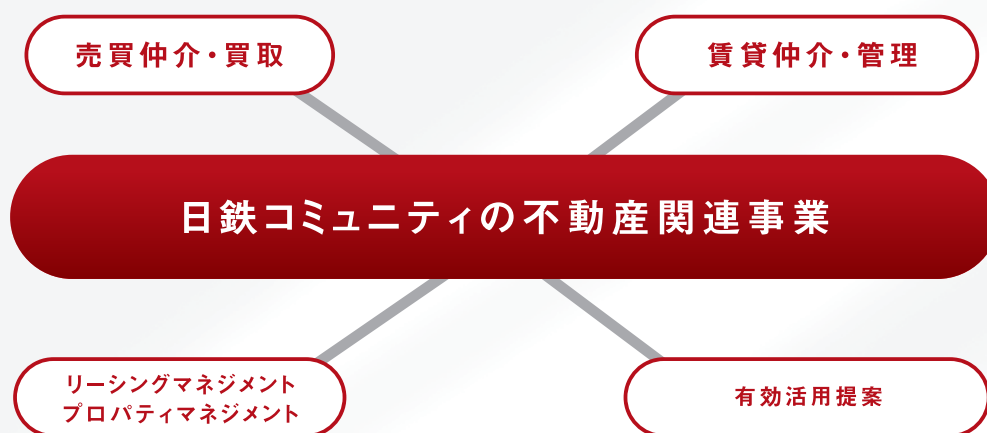 売買仲介・買取
賃貸仲介・管理
日鉄コミュニティの不動産関連事業
リーシングマネジメント
プロパティマネジメント
有効活用提案